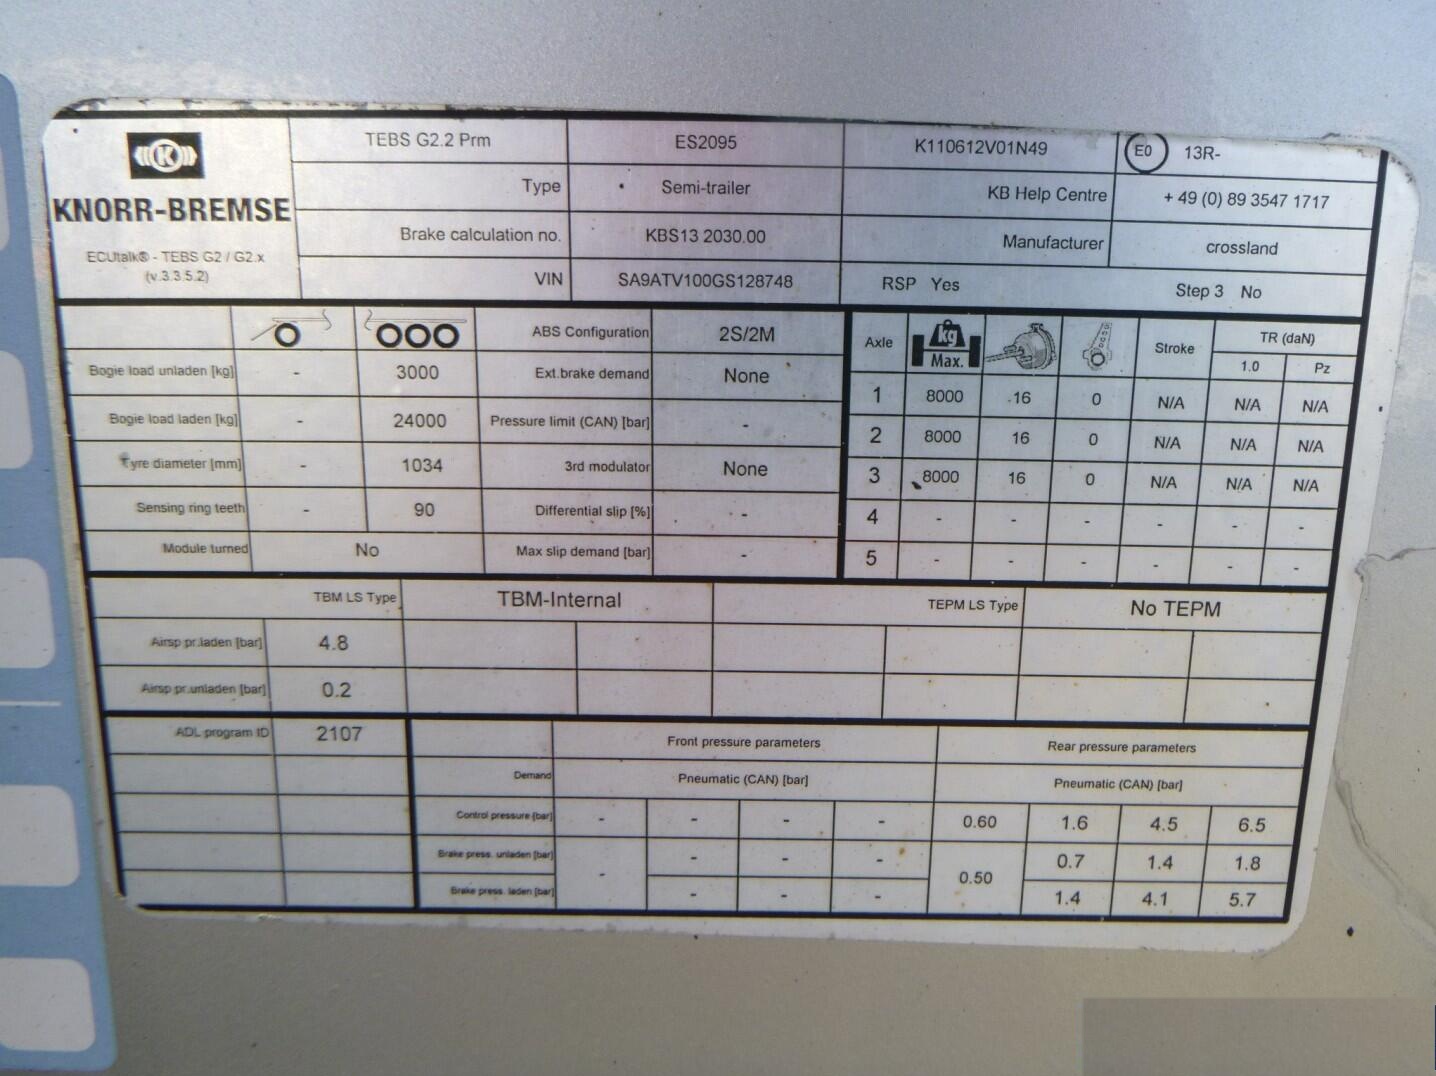 TEBS G2.2 Prm ES2095 K110612V01N49 E0 13R-
K
KNORR-BREMSE
ECUtalk® - TEBS G2 / G2.x
(v.3.3.5.2)
Type Semi-trailer KB Help Centre + 49 (0) 89 3547 1717
Brake calculation no. KBS13 2030.00 Manufacturer crossland
VIN SA9ATV100GS128748 RSP Yes Step 3 No
ABS Configuration 2S/2M
Bogie load unladen [kg] - 3000 Ext.brake demand None
Bogie load laden [kg] - 24000 Pressure limit (CAN) [bar] -
Tyre diameter [mm] - 1034 3rd modulator None
Sensing ring teeth - 90 Differential slip [%] -
Module turned No Max slip demand [bar] -
Axle kg Max. Stroke TR (daN)
1.0 Pz
1 8000 16 0 N/A N/A N/A
2 8000 16 0 N/A N/A N/A
3 8000 16 0 N/A N/A N/A
4 - - - - - -
5 - - - - - -
TBM LS Type TBM-Internal TEPM LS Type No TEPM
Airsp pr.laden [bar] 4.8
Airsp pr.unladen [bar] 0.2
ADL program ID 2107
Front pressure parameters Rear pressure parameters
Demand Pneumatic (CAN) [bar] Pneumatic (CAN) [bar]
Control pressure [bar] - - - - 0.60 1.6 4.5 6.5
Brake press. unladen [bar] - - - - 0.50 0.7 1.4 1.8
Brake press. laden [bar] - - - 1.4 4.1 5.7